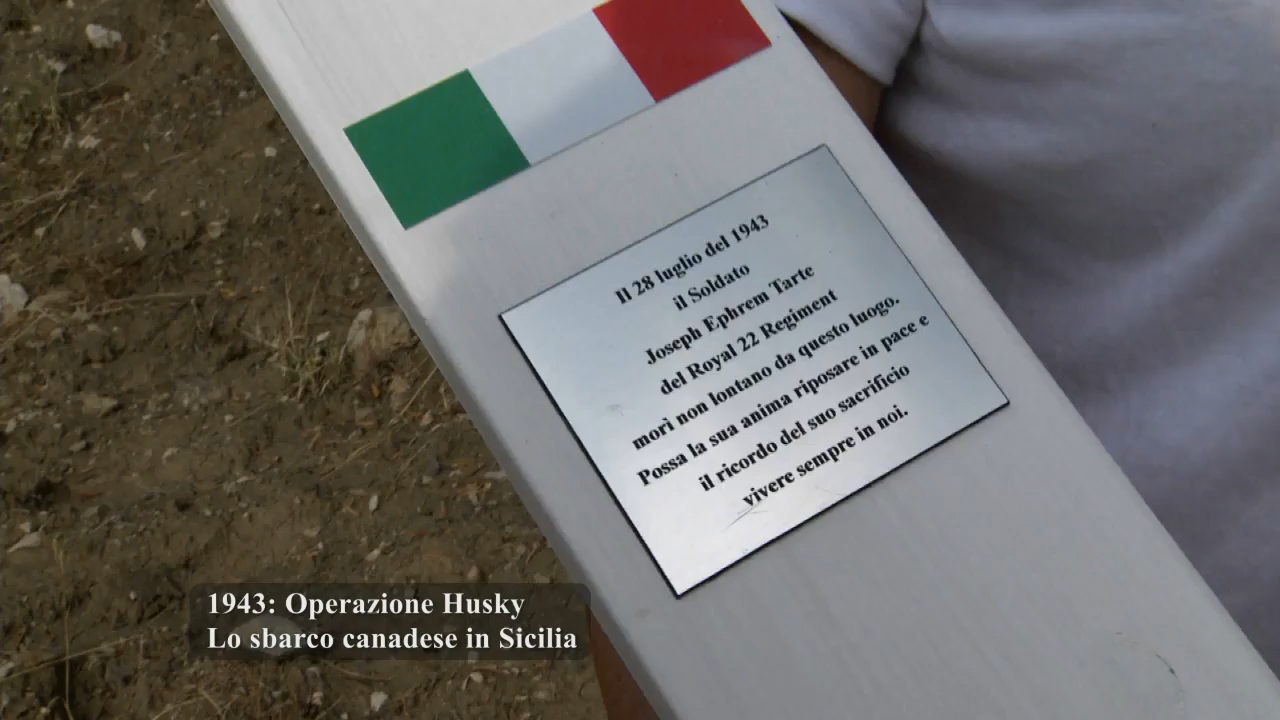 Il 28 luglio del 1943
il Soldato
Joseph Ephrem Tarte
del Royal 22 Regiment
morì non lontano da questo luogo.
Possa la sua anima riposare in pace e
il ricordo del suo sacrificio
vivere sempre in noi.
1943: Operazione Husky
Lo sbarco canadese in Sicilia